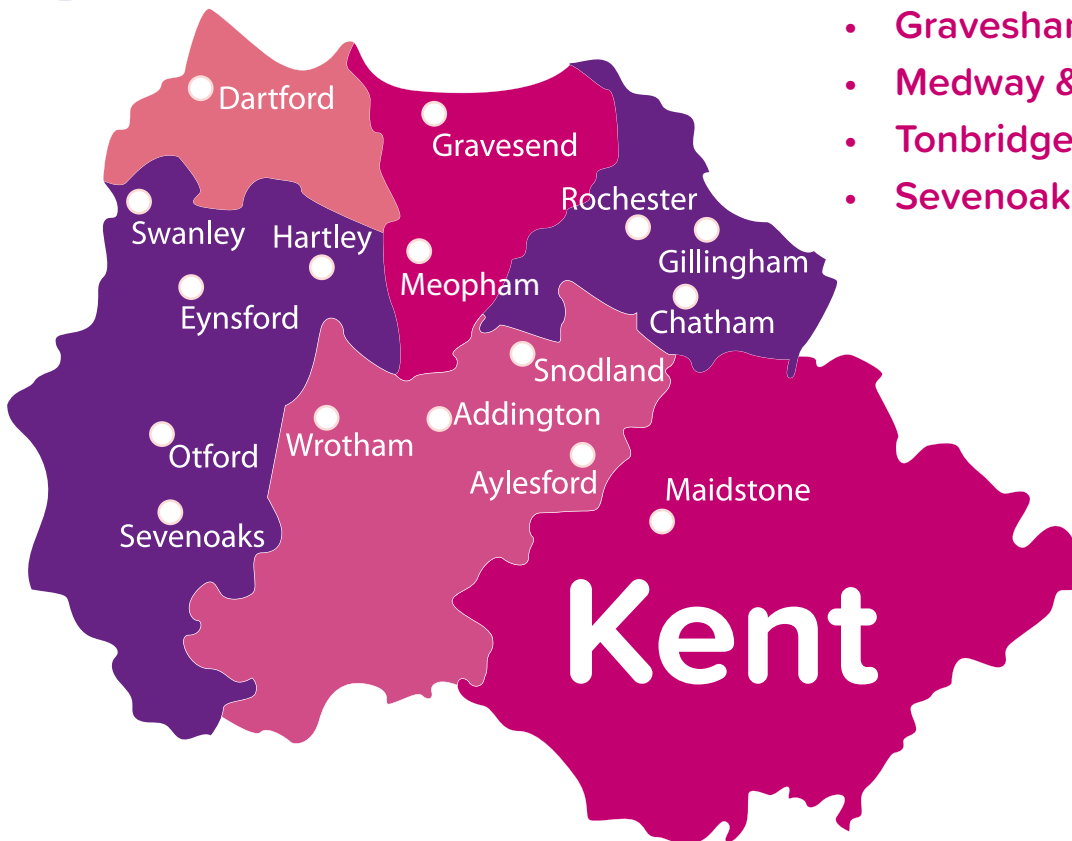 • Gravesha
• Medway &
• Tonbridge
• Sevenoak
Dartford
Gravesend
Rochester
Swanley
Hartley
Gillingham
Meopham
Eynsford
Chatham
Snodland
Addington
Wrotham
Otford
Aylesford
Maidstone
Sevenoaks
Kent